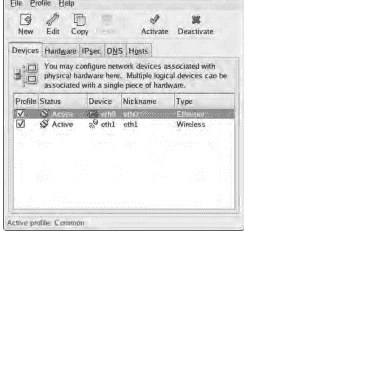 File Profile Help
New Edit Copy Activate Deactivate
Devices Hardware IPsec DNS Hosts
You may configure network devices associated with
physical hardware here. Multiple logical devices can be
associated with a single piece of hardware.
Profile Status Device Nickname Type
Active eth0 eth0 Ethernet
Active eth1 eth1 Wireless
Active profile: Common